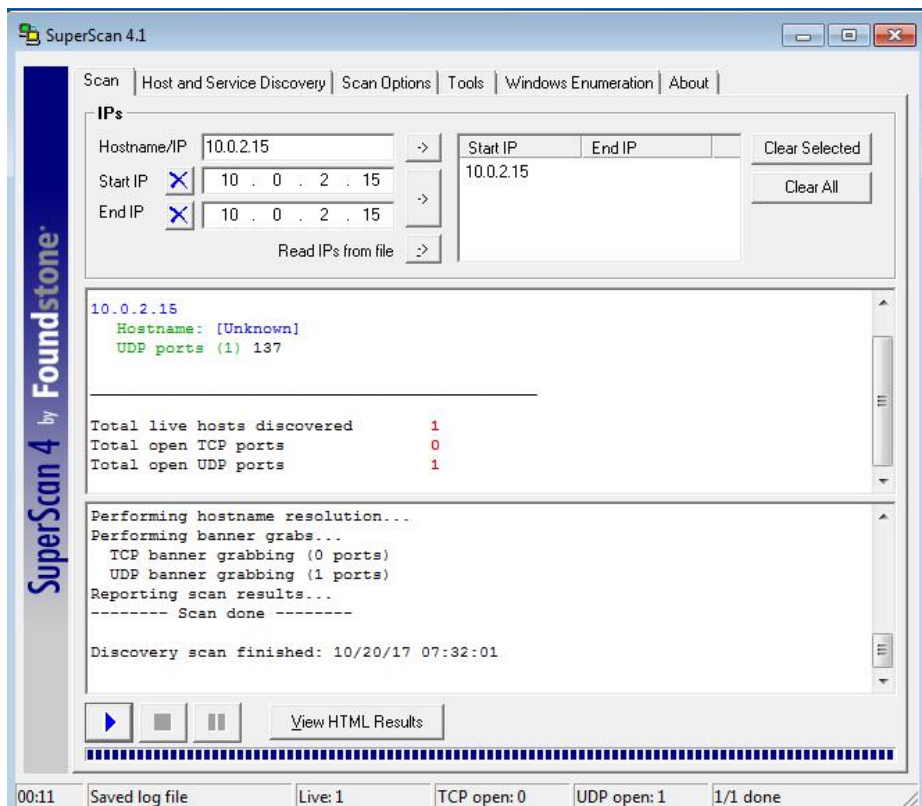 SuperScan 4.1
Scan Host and Service Discovery Scan Options Tools Windows Enumeration About
IPs
Hostname/IP 10.0.2.15 ->
Start IP 10 . 0 . 2 . 15
End IP 10 . 0 . 2 . 15
->
Read IPs from file ->
Start IP End IP
10.0.2.15
Clear Selected
Clear All
SuperScan 4 by Foundstone
10.0.2.15
Hostname: [Unknown]
UDP ports (1) 137
Total live hosts discovered 1
Total open TCP ports 0
Total open UDP ports 1
Performing hostname resolution...
Performing banner grabs...
TCP banner grabbing (0 ports)
UDP banner grabbing (1 ports)
Reporting scan results...
-------- Scan done --------
Discovery scan finished: 10/20/17 07:32:01
View HTML Results
00:11 Saved log file Live: 1 TCP open: 0 UDP open: 1 1/1 done